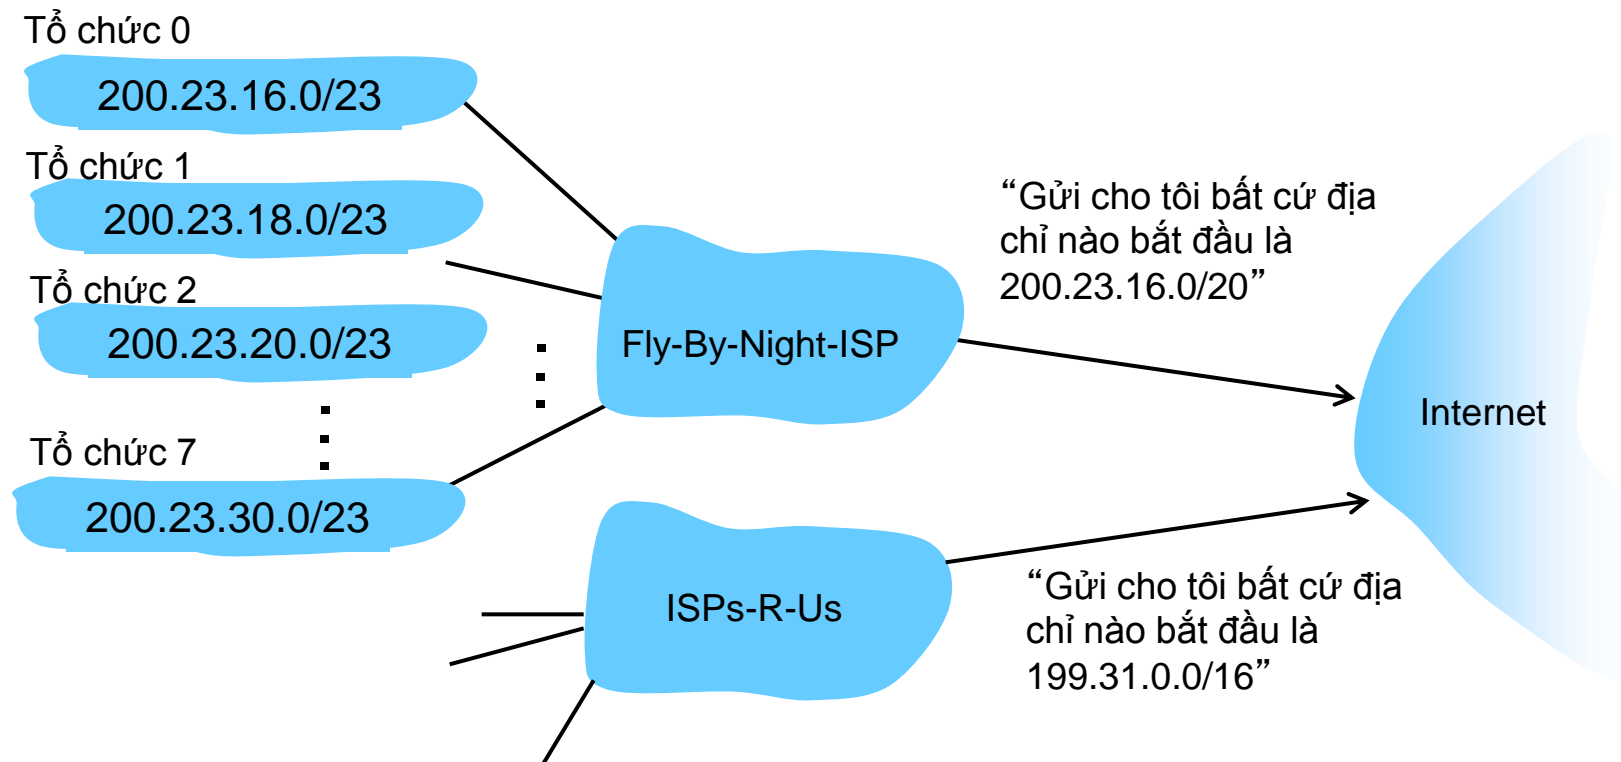 Tổ chức 0
200.23.16.0/23
Tổ chức 1
200.23.18.0/23
Tổ chức 2
200.23.20.0/23
Tổ chức 7
200.23.30.0/23
Fly-By-Night-ISP
“Gửi cho tôi bất cứ địa
chỉ nào bắt đầu là
200.23.16.0/20”
Internet
ISPs-R-Us
“Gửi cho tôi bất cứ địa
chỉ nào bắt đầu là
199.31.0.0/16”